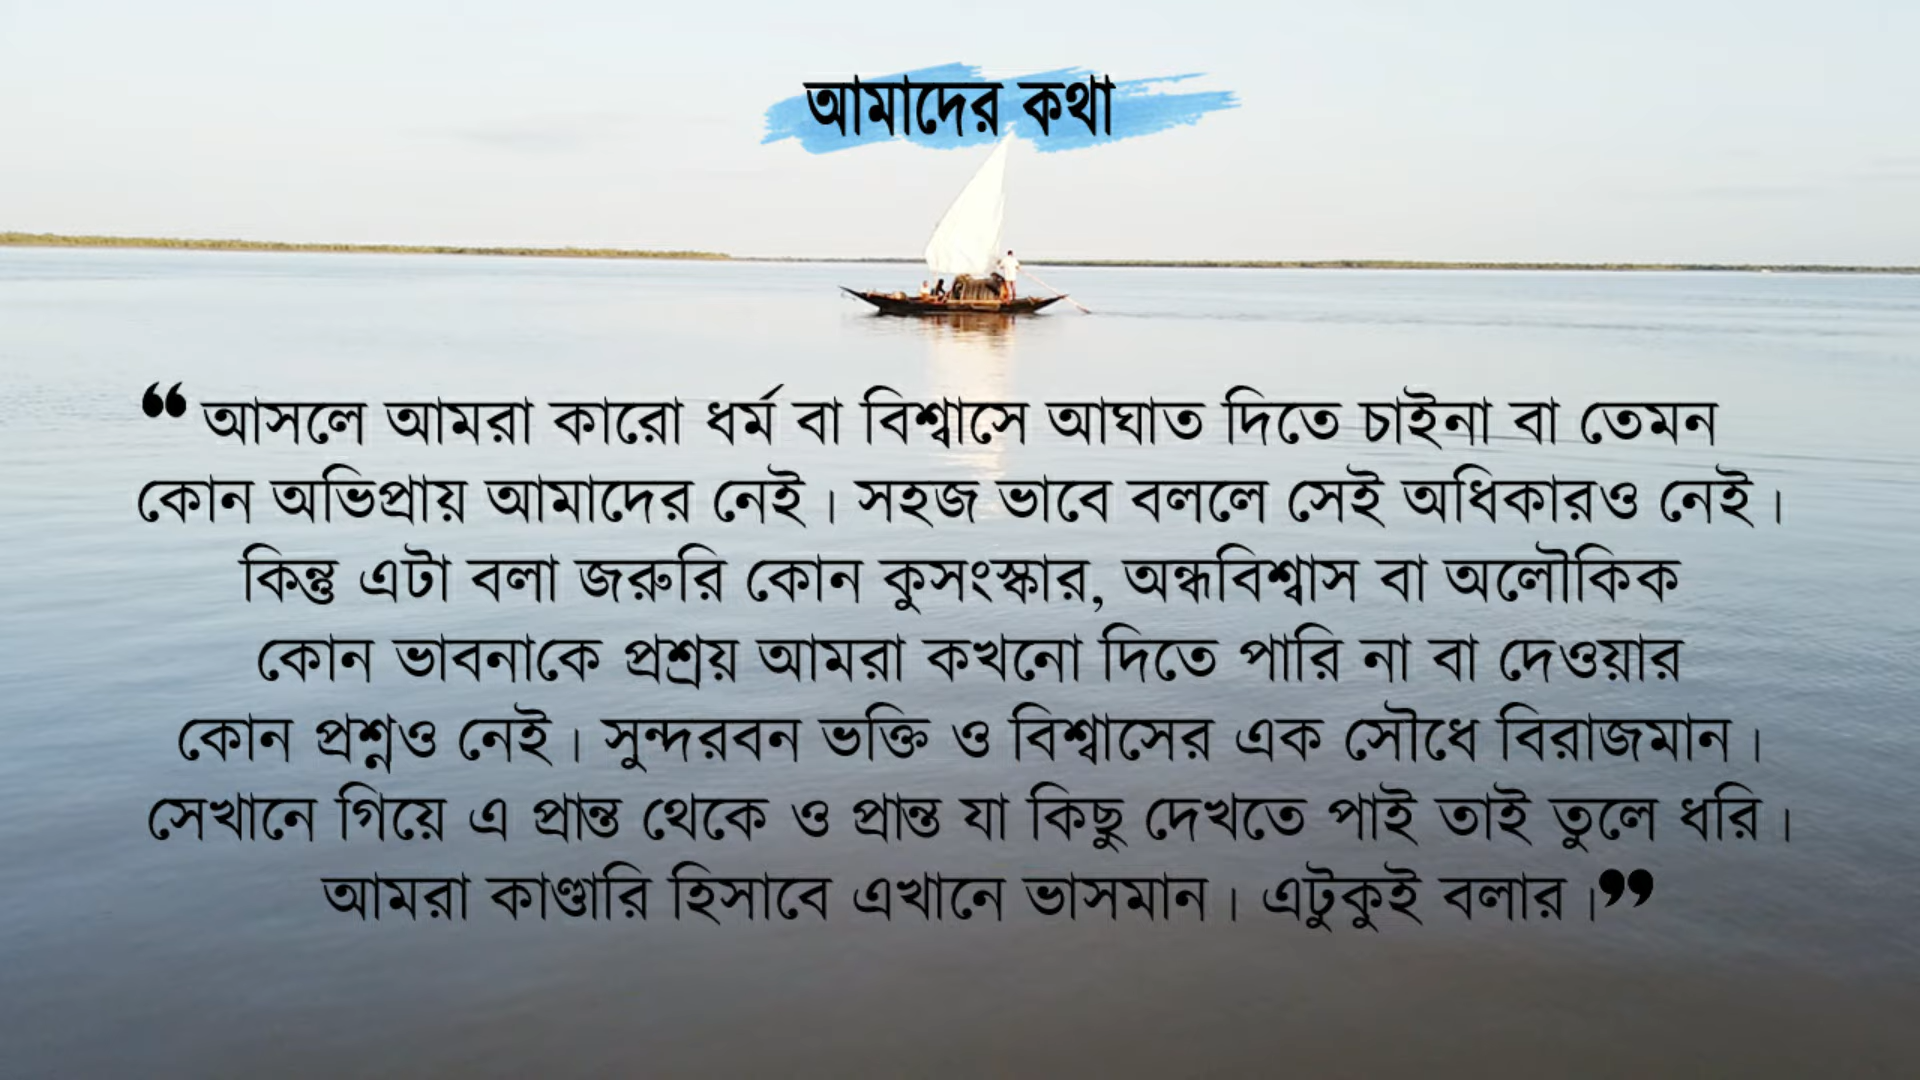 আমাদের কথা
❝আসলে আমরা কারো ধর্ম বা বিশ্বাসে আঘাত দিতে চাইনা বা তেমন
কোন অভিপ্রায় আমাদের নেই। সহজ ভাবে বললে সেই অধিকারও নেই।
কিন্তু এটা বলা জরুরি কোন কুসংস্কার, অন্ধবিশ্বাস বা অলৌকিক
কোন ভাবনাকে প্রশ্রয় আমরা কখনো দিতে পারি না বা দেওয়ার
কোন প্রশ্নও নেই। সুন্দরবন ভক্তি ও বিশ্বাসের এক সৌধে বিরাজমান।
সেখানে গিয়ে এ প্রান্ত থেকে ও প্রান্ত যা কিছু দেখতে পাই তাই তুলে ধরি।
আমরা কাণ্ডারি হিসাবে এখানে ভাসমান। এটুকুই বলার।❞